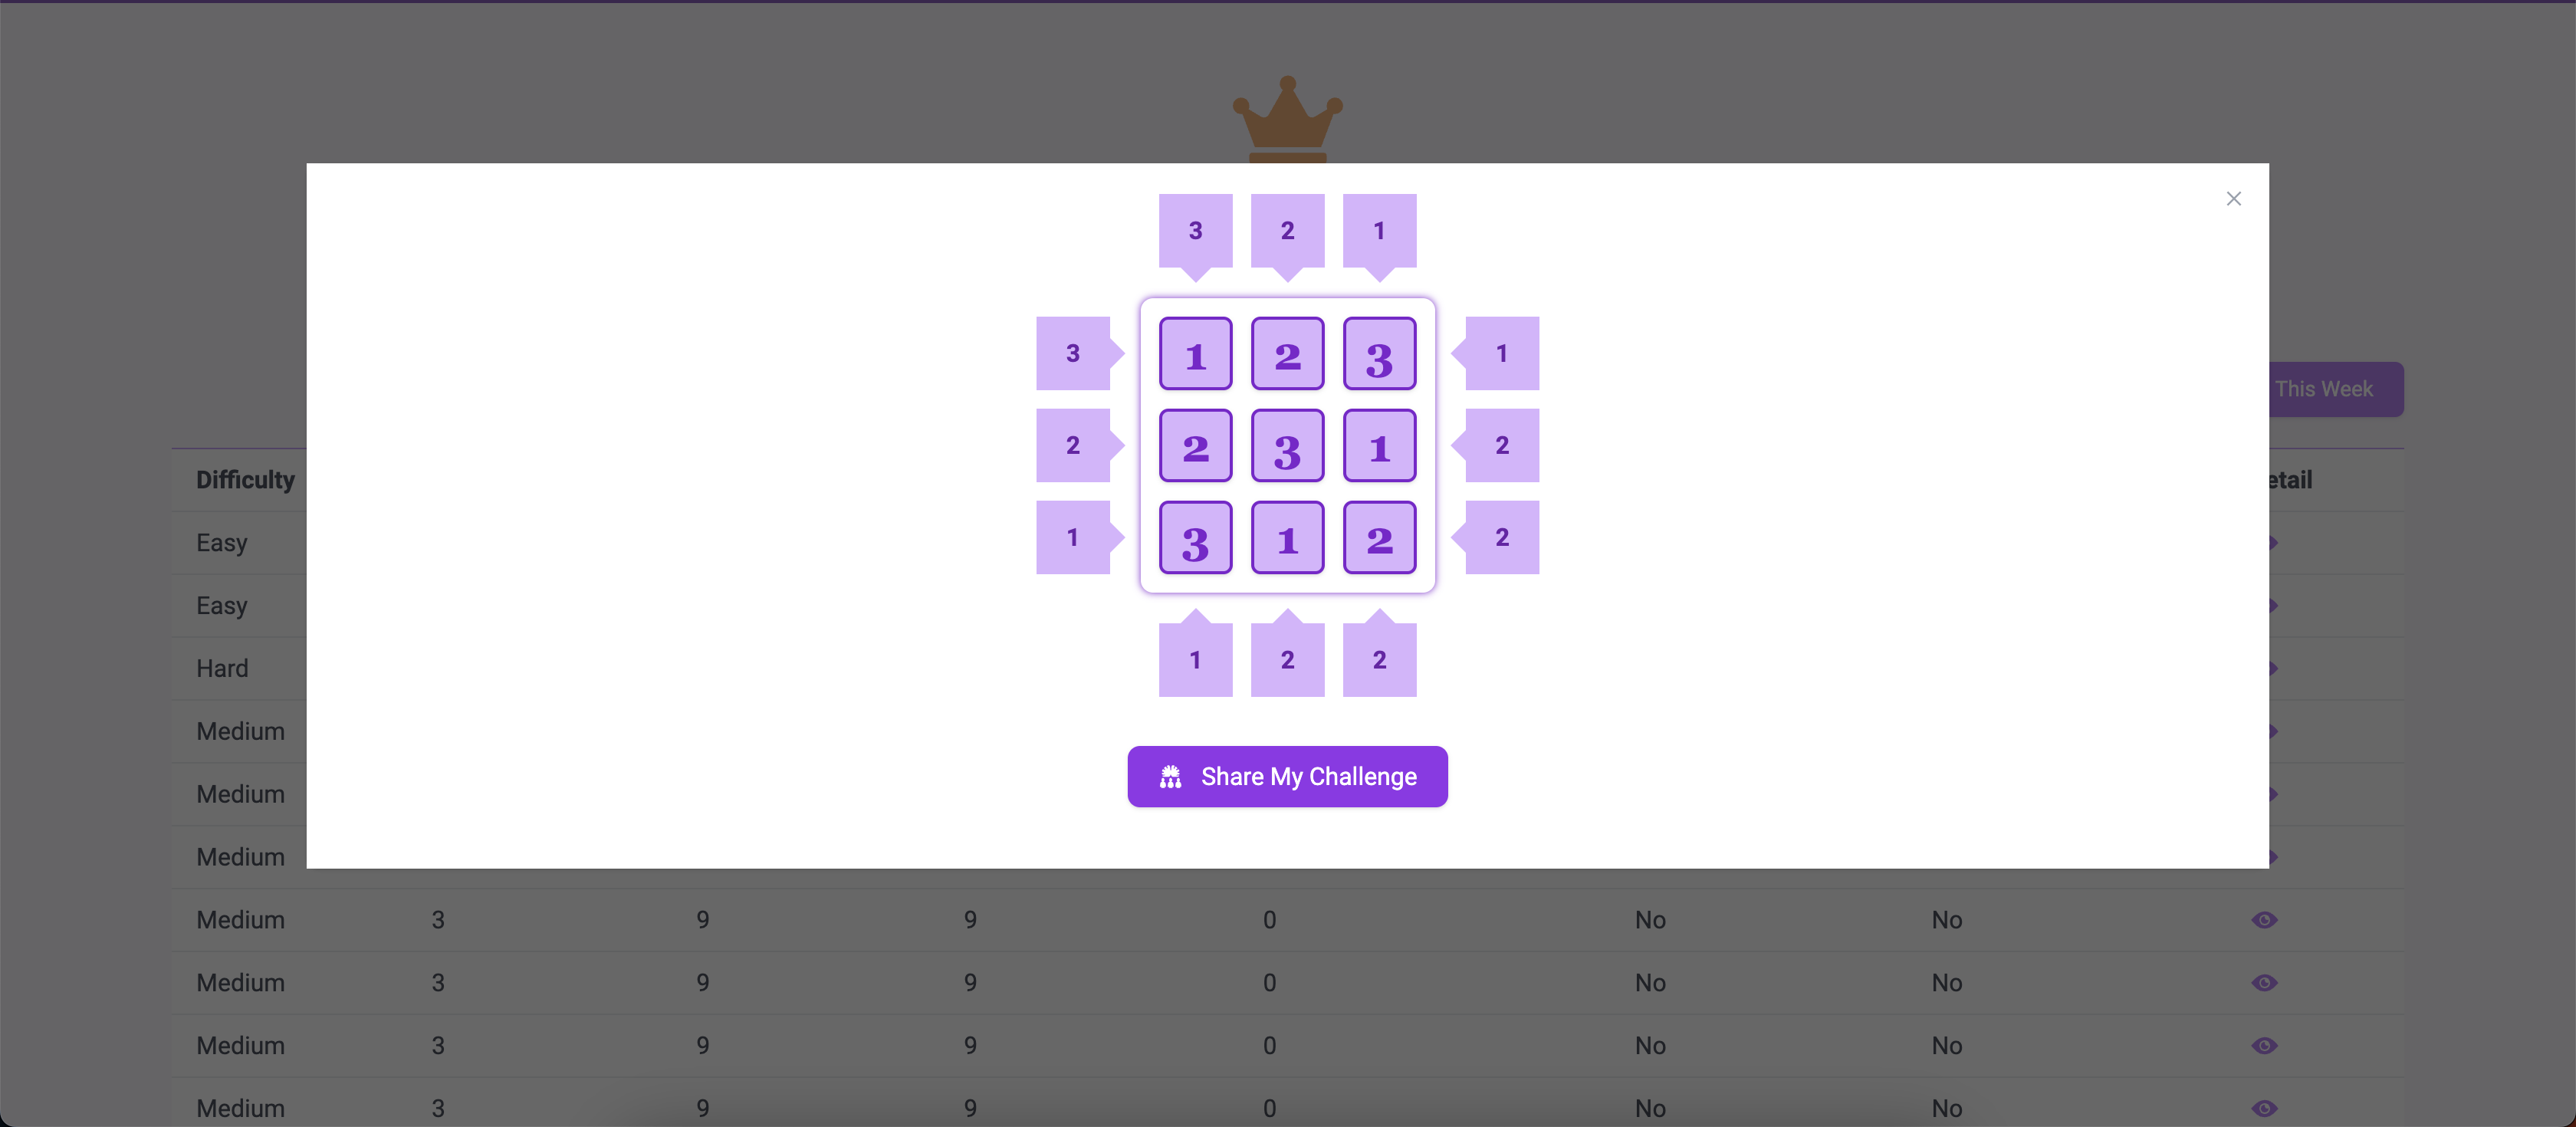 3 2 1
3 1 2 3 1
This Week
2 2 3 1 2
Difficulty etail
1 3 1 2 2
Easy
Easy
1 2 2
Hard
Medium
Share My Challenge
Medium
Medium
Medium 3 9 9 0 No No
Medium 3 9 9 0 No No
Medium 3 9 9 0 No No
Medium 3 9 9 0 No No